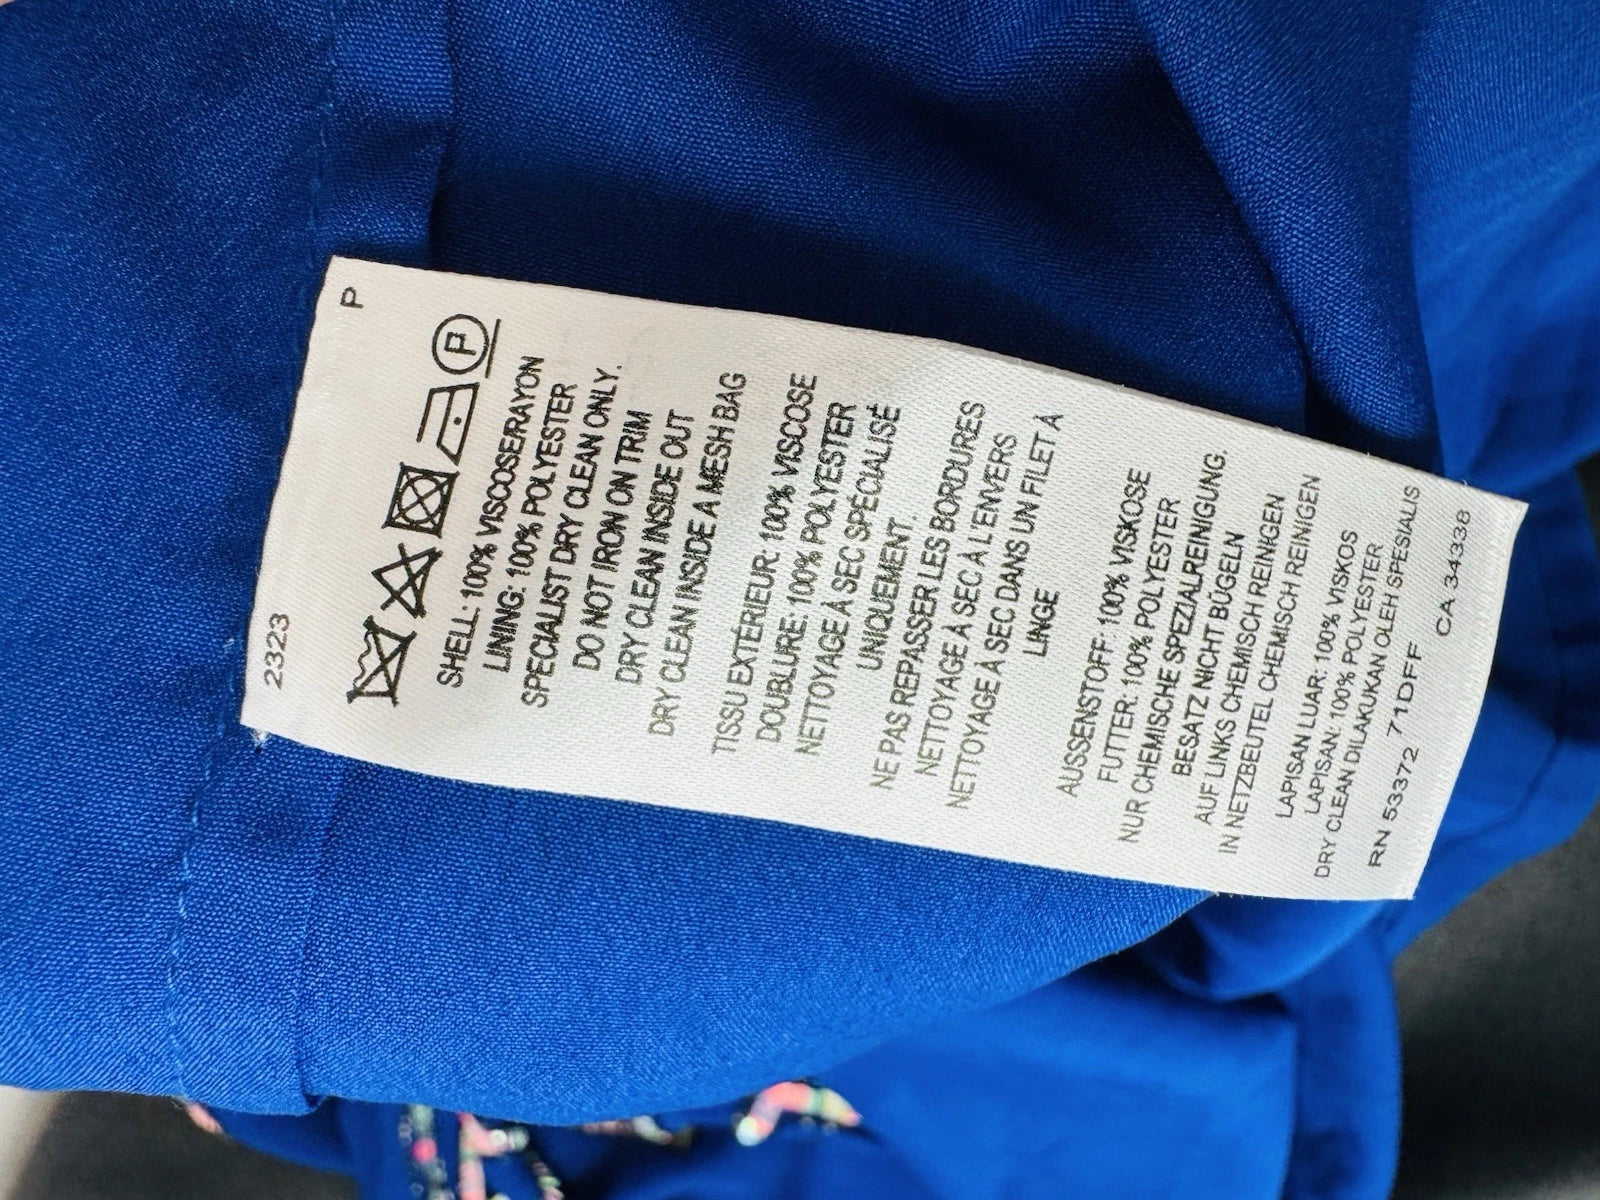 2323
P
P
SHELL: 100% VISCOSE/RAYON
LINING: 100% POLYESTER
SPECIALIST DRY CLEAN ONLY.
DO NOT IRON ON TRIM
DRY CLEAN INSIDE OUT
DRY CLEAN INSIDE A MESH BAG
TISSU EXTÉRIEUR: 100% VISCOSE
DOUBLURE: 100% POLYESTER
NETTOYAGE À SEC SPÉCIALISÉ
UNIQUEMENT.
NE PAS REPASSER LES BORDURES
NETTOYAGE À SEC À L'ENVERS
NETTOYAGE À SEC DANS UN FILET À
LINGE
AUSSENSTOFF: 100% VISKOSE
FUTTER: 100% POLYESTER
NUR CHEMISCHE SPEZIALREINIGUNG.
BESATZ NICHT BÜGELN
AUF LINKS CHEMISCH REINIGEN
IN NETZBEUTEL CHEMISCH REINIGEN
LAPISAN LUAR: 100% VISKOS
LAPISAN: 100% POLYESTER
DRY CLEAN DILAKUKAN OLEH SPESIALIS
RN 53372 71DFF CA 34338